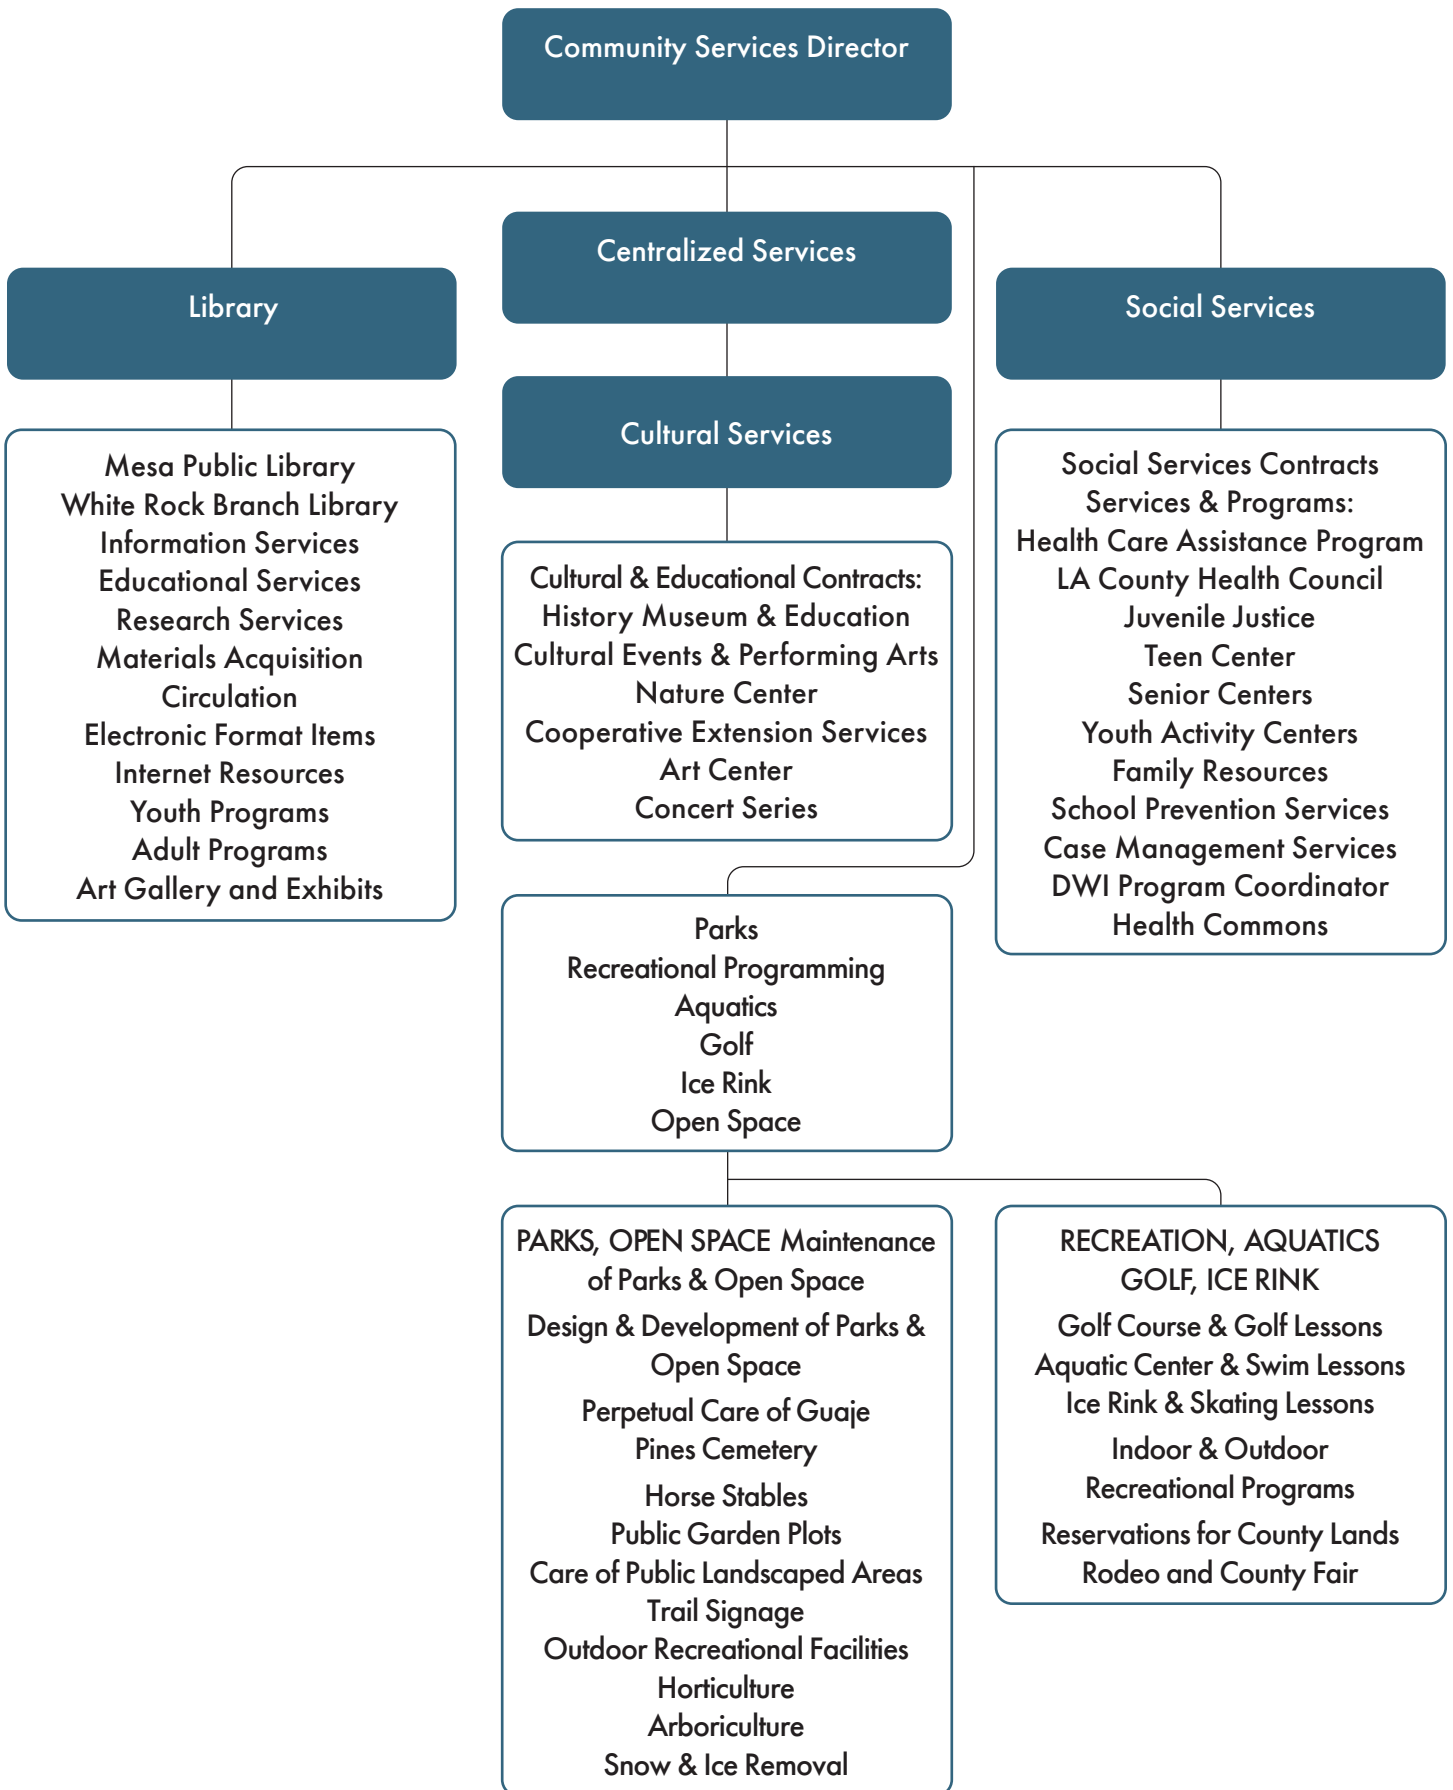 Community Services Director
Centralized Services
Library
Social Services
Cultural Services
Mesa Public Library
White Rock Branch Library
Information Services
Educational Services
Research Services
Materials Acquisition
Circulation
Electronic Format Items
Internet Resources
Youth Programs
Adult Programs
Art Gallery and Exhibits
Cultural & Educational Contracts:
History Museum & Education
Cultural Events & Performing Arts
Nature Center
Cooperative Extension Services
Art Center
Concert Series
Social Services Contracts
Services & Programs:
Health Care Assistance Program
LA County Health Council
Juvenile Justice
Teen Center
Senior Centers
Youth Activity Centers
Family Resources
School Prevention Services
Case Management Services
DWI Program Coordinator
Health Commons
Parks
Recreational Programming
Aquatics
Golf
Ice Rink
Open Space
PARKS, OPEN SPACE Maintenance
of Parks & Open Space
Design & Development of Parks &
Open Space
Perpetual Care of Guaje
Pines Cemetery
Horse Stables
Public Garden Plots
Care of Public Landscaped Areas
Trail Signage
Outdoor Recreational Facilities
Horticulture
Arboriculture
Snow & Ice Removal
RECREATION, AQUATICS
GOLF, ICE RINK
Golf Course & Golf Lessons
Aquatic Center & Swim Lessons
Ice Rink & Skating Lessons
Indoor & Outdoor
Recreational Programs
Reservations for County Lands
Rodeo and County Fair